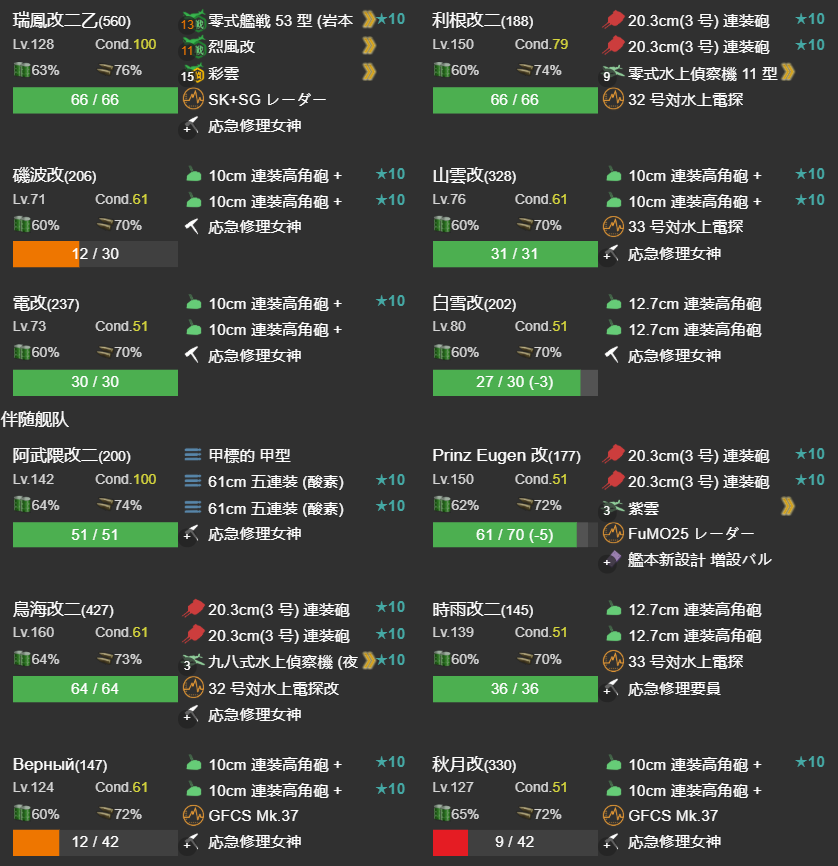 瑞鳳改二乙(560)
Lv.128 Cond.100
63% 76%
66 / 66
13 零式艦戦 53 型 (岩本 ★+10
11 烈風改
15 彩雲
SK+SG レーダー
+ 応急修理女神
利根改二(188)
Lv.150 Cond.79
60% 74%
66 / 66
20.3cm(3 号) 連装砲 ★+10
20.3cm(3 号) 連装砲 ★+10
9 零式水上偵察機 11 型
32 号対水上電探
磯波改(206)
Lv.71 Cond.61
60% 70%
12 / 30
10cm 連装高角砲 + ★+10
10cm 連装高角砲 + ★+10
応急修理女神
山雲改(328)
Lv.76 Cond.61
60% 70%
31 / 31
10cm 連装高角砲 + ★+10
10cm 連装高角砲 + ★+10
33 号対水上電探
+ 応急修理女神
電改(237)
Lv.73 Cond.51
60% 70%
30 / 30
10cm 連装高角砲 + ★+10
10cm 連装高角砲 +
応急修理女神
白雪改(202)
Lv.80 Cond.51
60% 70%
27 / 30 (-3)
12.7cm 連装高角砲
12.7cm 連装高角砲
応急修理女神
伴随舰队
阿武隈改二(200)
Lv.142 Cond.100
64% 74%
51 / 51
甲標的 甲型
61cm 五連装 (酸素) ★+10
61cm 五連装 (酸素) ★+10
+ 応急修理女神
Prinz Eugen 改(177)
Lv.150 Cond.51
62% 72%
61 / 70 (-5)
20.3cm(3 号) 連装砲 ★+10
20.3cm(3 号) 連装砲 ★+10
3 紫雲
FuMO25 レーダー
+ 艦本新設計 増設バル
鳥海改二(427)
Lv.160 Cond.61
64% 73%
64 / 64
20.3cm(3 号) 連装砲 ★+10
20.3cm(3 号) 連装砲 ★+10
3 九八式水上偵察機 (夜 ★+10
32 号対水上電探改
+ 応急修理女神
時雨改二(145)
Lv.139 Cond.51
60% 70%
36 / 36
12.7cm 連装高角砲
12.7cm 連装高角砲
33 号対水上電探
+ 応急修理要員
Верный(147)
Lv.124 Cond.61
60% 72%
12 / 42
10cm 連装高角砲 + ★+10
10cm 連装高角砲 + ★+10
GFCS Mk.37
+ 応急修理女神
秋月改(330)
Lv.127 Cond.51
65% 72%
9 / 42
10cm 連装高角砲 + ★+10
10cm 連装高角砲 +
GFCS Mk.37
+ 応急修理女神